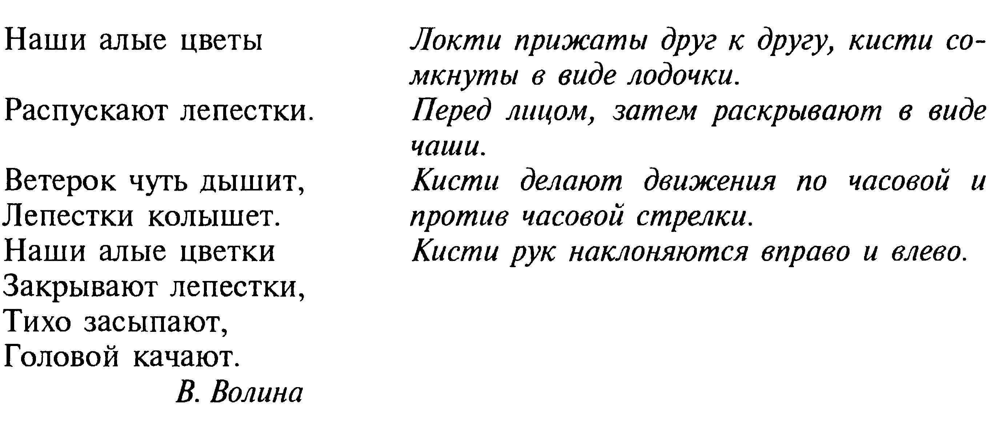 Наши алые цветы
Локти прижаты друг к другу, кисти со-
мкнуты в виде лодочки.
Распускают лепестки.
Перед лицом, затем раскрывают в виде
чаши.
Ветерок чуть дышит,
Кисти делают движения по часовой и
Лепестки колышет.
против часовой стрелки.
Наши алые цветки
Кисти рук наклоняются вправо и влево.
Закрывают лепестки,
Тихо засыпают,
Головой качают.
В. Волина